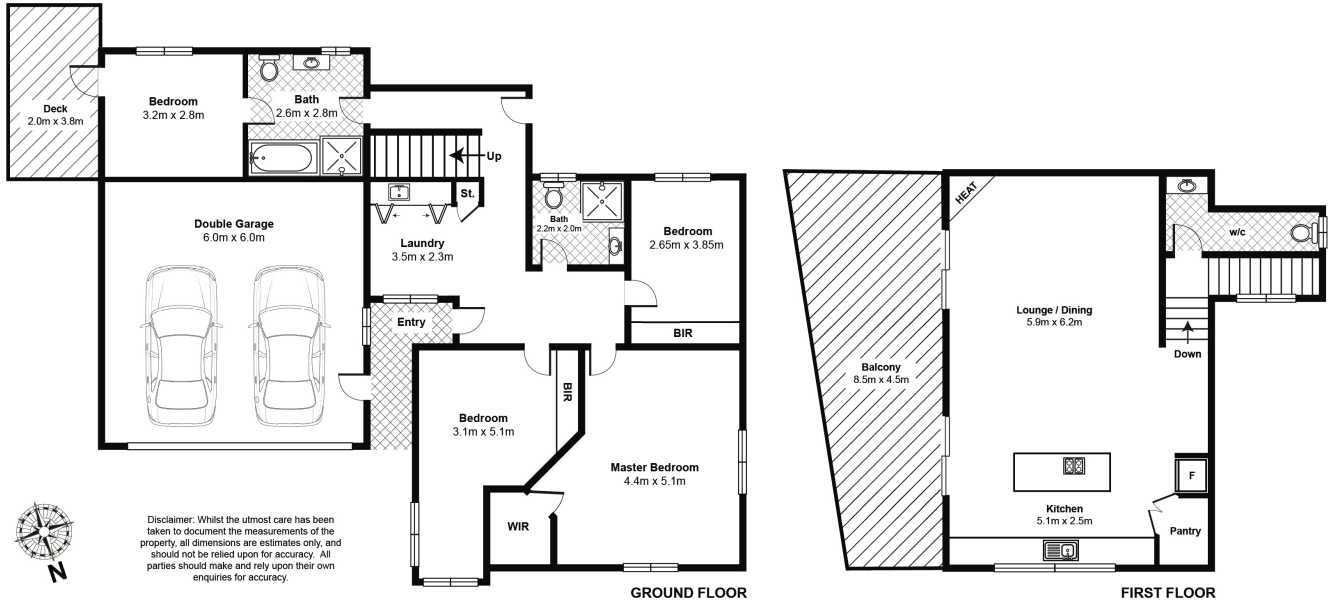 Deck
2.0m x 3.8m
Bedroom
3.2m x 2.8m
Bath
2.6m x 2.8m
Up
St.
Double Garage
6.0m x 6.0m
Laundry
3.5m x 2.3m
Bath
2.2m x 2.0m
Bedroom
2.65m x 3.85m
BIR
Entry
Bedroom
3.1m x 5.1m
BIR
Master Bedroom
4.4m x 5.1m
WIR
N
Disclaimer: Whilst the utmost care has been
taken to document the measurements of the
property, all dimensions are estimates only, and
should not be relied upon for accuracy. All
parties should make and rely upon their own
enquiries for accuracy.
GROUND FLOOR
HEAT
w/c
Lounge / Dining
5.9m x 6.2m
Down
Balcony
8.5m x 4.5m
F
Kitchen
5.1m x 2.5m
Pantry
FIRST FLOOR